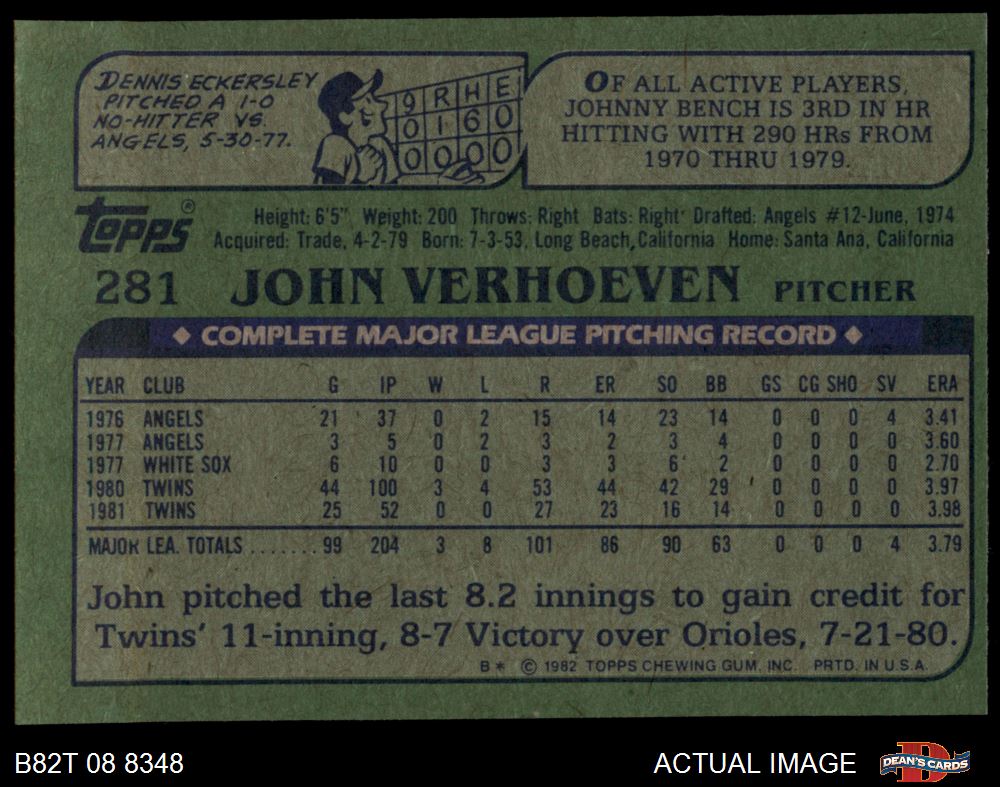 DENNIS ECKERSLEY
PITCHED A 1-0
NO-HITTER VS.
ANGELS, 5-30-77.
9 R H E
0 1 6 0
0 0 0 0
OF ALL ACTIVE PLAYERS,
JOHNNY BENCH IS 3RD IN HR
HITTING WITH 290 HRs FROM
1970 THRU 1979.
TOPPS®
Height: 6'5" Weight: 200 Throws: Right Bats: Right Drafted: Angels #12-June, 1974
Acquired: Trade, 4-2-79 Born: 7-3-53, Long Beach, California Home: Santa Ana, California
281 JOHN VERHOEVEN PITCHER
◆ COMPLETE MAJOR LEAGUE PITCHING RECORD ◆
YEAR CLUB G IP W L R ER SO BB GS CG SHO SV ERA
1976 ANGELS 21 37 0 2 15 14 23 14 0 0 0 4 3.41
1977 ANGELS 3 5 0 2 3 2 3 4 0 0 0 0 3.60
1977 WHITE SOX 6 10 0 0 3 3 6 2 0 0 0 0 2.70
1980 TWINS 44 100 3 4 53 44 42 29 0 0 0 0 3.97
1981 TWINS 25 52 0 0 27 23 16 14 0 0 0 0 3.98
MAJOR LEA. TOTALS ....... 99 204 3 8 101 86 90 63 0 0 0 4 3.79
John pitched the last 8.2 innings to gain credit for
Twins' 11-inning, 8-7 Victory over Orioles, 7-21-80.
B* © 1982 TOPPS CHEWING GUM, INC. PRTD. IN U.S.A.
B82T 08 8348
ACTUAL IMAGE
DEAN'S CARDS